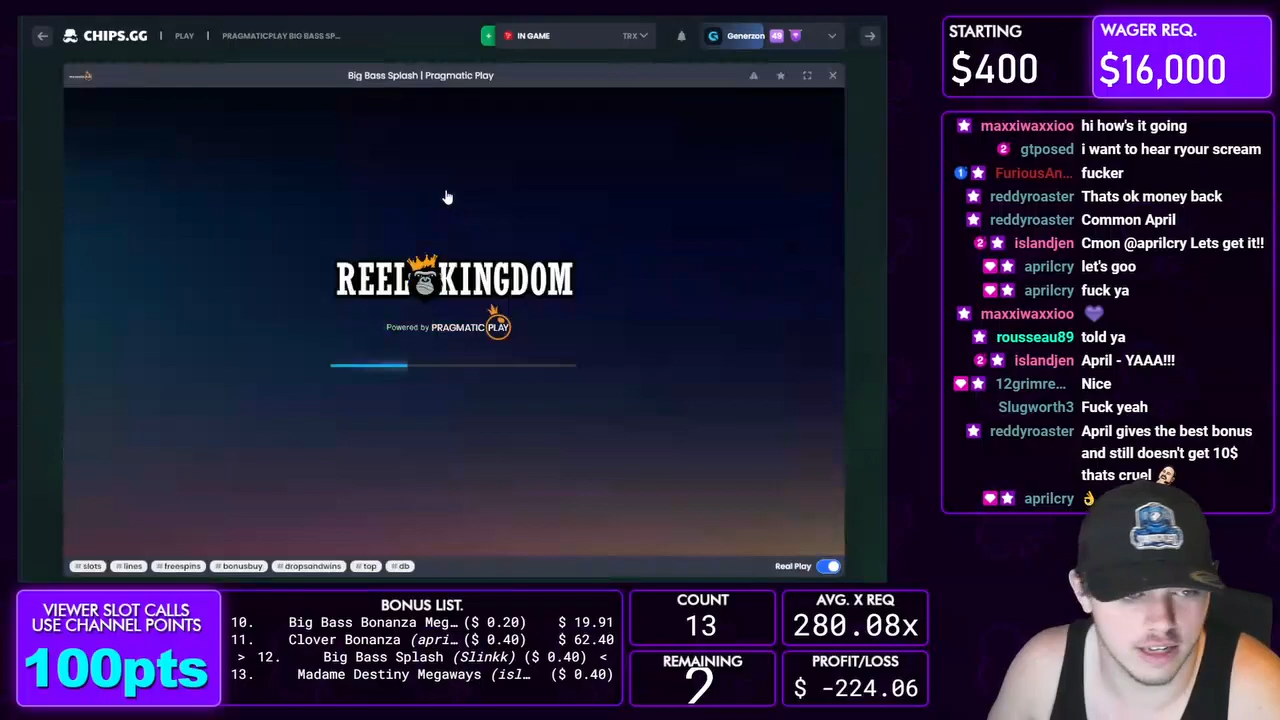 CHIPS.GG | PLAY | PRAGMATICPLAY BIG BASS SP... + IN GAME TRX G Generzon 49
Big Bass Splash | Pragmatic Play
REEL KINGDOM
Powered by PRAGMATIC PLAY
# slots # lines # freespins # bonusbuy # dropsandwins # top # db Real Play
STARTING
$400
WAGER REQ.
$16,000
maxxiwaxxioo hi how's it going
2 gtposed i want to hear ryour scream
1 FuriousAn... fucker
reddyroaster Thats ok money back
reddyroaster Common April
2 islandjen Cmon @aprilcry Lets get it!!
aprilcry let's goo
aprilcry fuck ya
maxxiwaxxioo
rousseau89 told ya
2 islandjen April - YAAA!!!
12grimre... Nice
Slugworth3 Fuck yeah
reddyroaster April gives the best bonus
and still doesn't get 10$
thats cruel
aprilcry
VIEWER SLOT CALLS
USE CHANNEL POINTS
100pts
BONUS LIST.
10. Big Bass Bonanza Meg… ($ 0.20) $ 19.91
11. Clover Bonanza (apri… ($ 0.40) $ 62.40
> 12. Big Bass Splash (Slinkk) ($ 0.40) <
13. Madame Destiny Megaways (isl… ($ 0.40)
COUNT
13
AVG. X REQ
280.08x
REMAINING
2
PROFIT/LOSS
$ -224.06